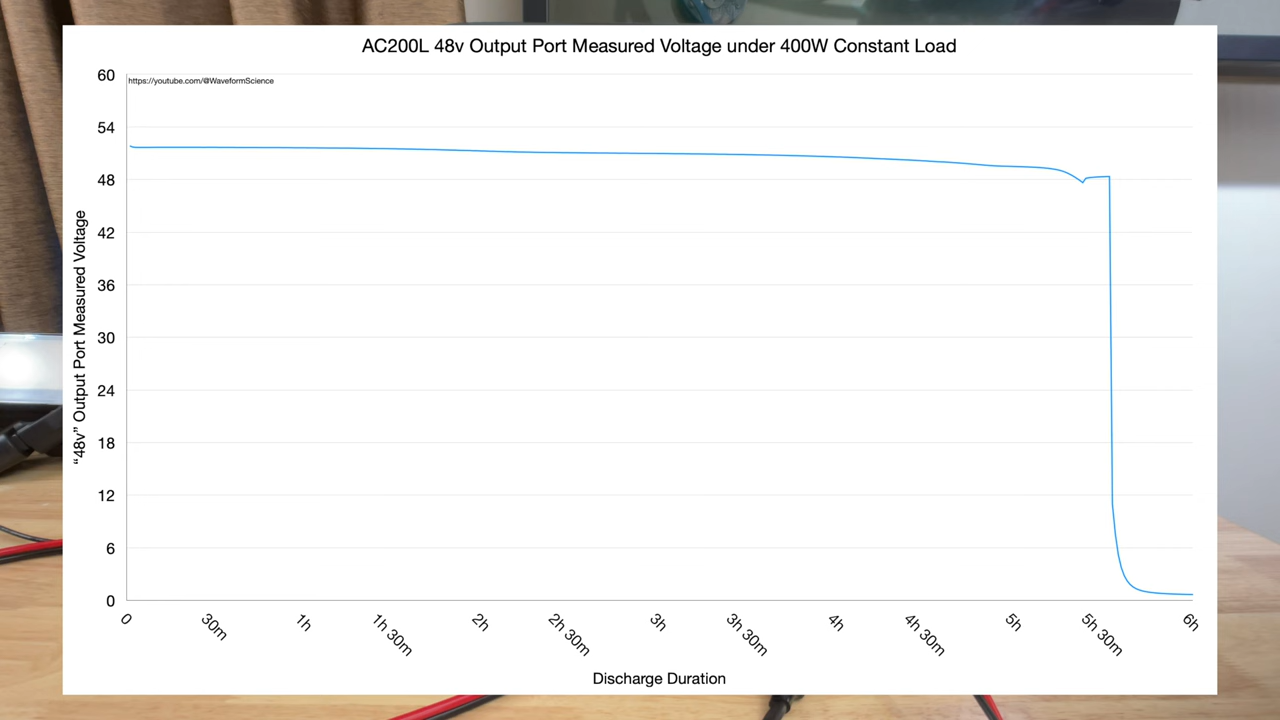 AC200L 48v Output Port Measured Voltage under 400W Constant Load
https://youtube.com/@WaveformScience
60
54
48
42
36
30
24
18
12
6
0
“48v” Output Port Measured Voltage
0
30m
1h
1h 30m
2h
2h 30m
3h
3h 30m
4h
4h 30m
5h
5h 30m
6h
Discharge Duration